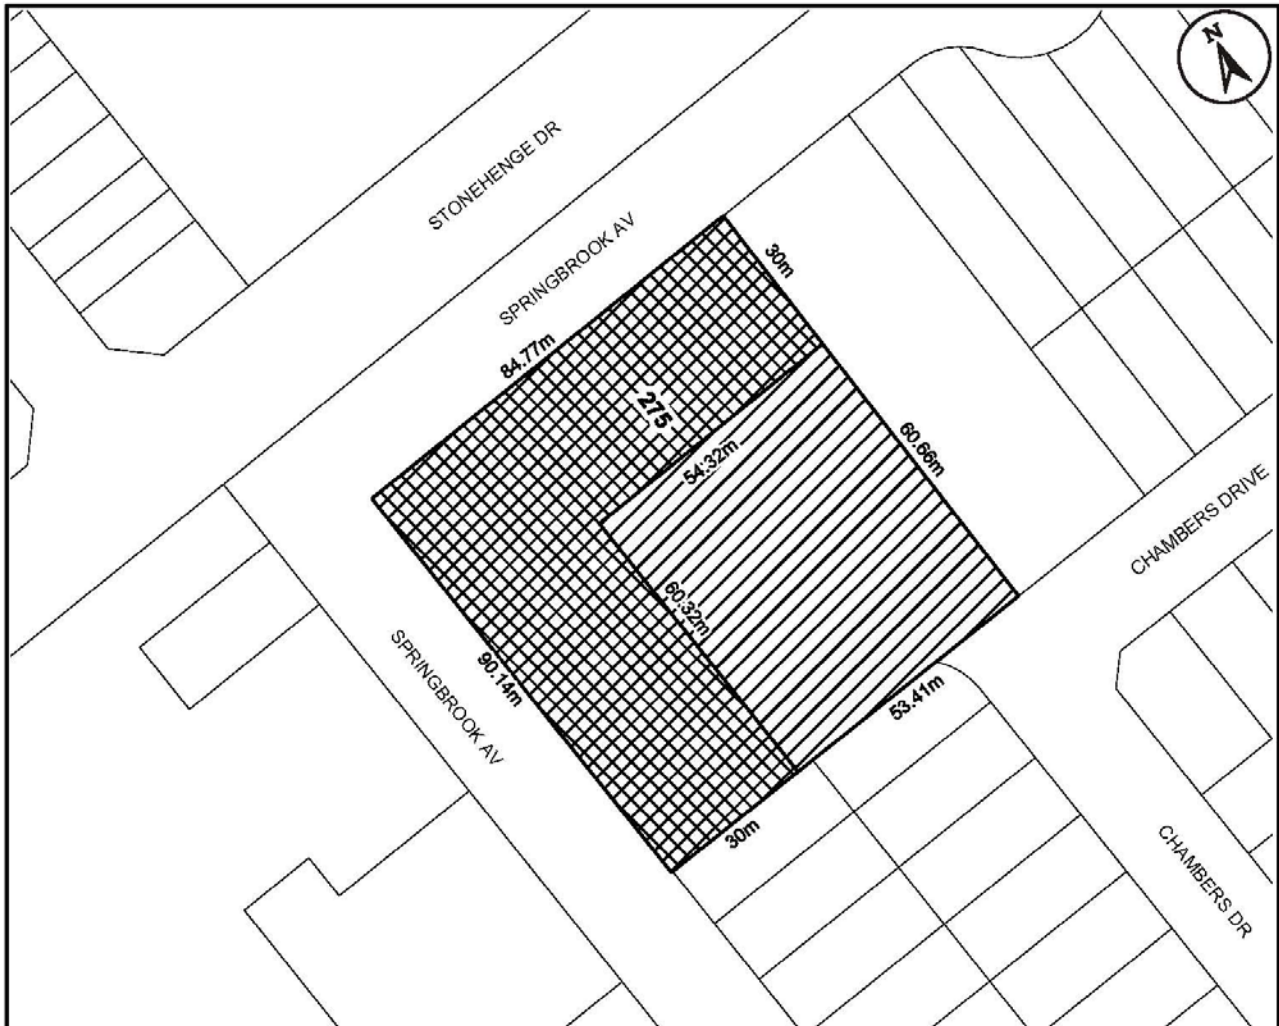 N
STONEHENGE DR
SPRINGBROOK AV
30m
84.77m
275
54.32m
60.66m
CHAMBERS DRIVE
60.32m
SPRINGBROOK AV
90.14m
53.41m
30m
CHAMBERS DR